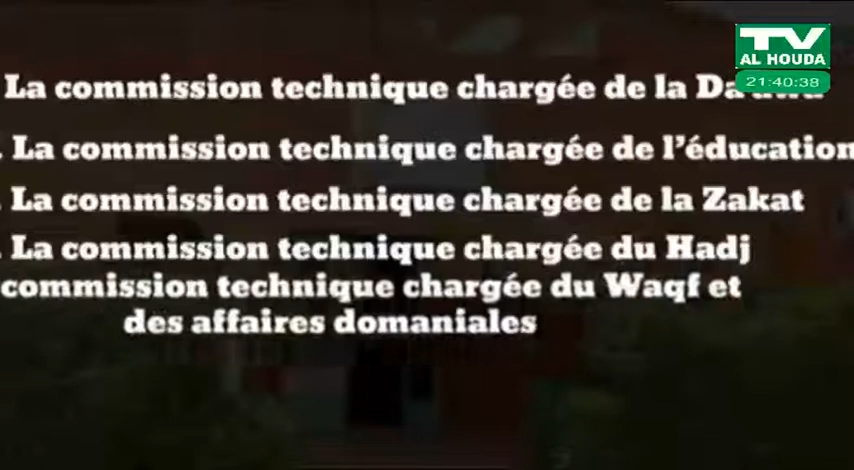 TV
AL HOUDA
21:40:38
La commission technique chargée de la
. La commission technique chargée de l'éducation
. La commission technique chargée de la Zakat
. La commission technique chargée du Hadj
commission technique chargée du Waqf et
des affaires domaniales